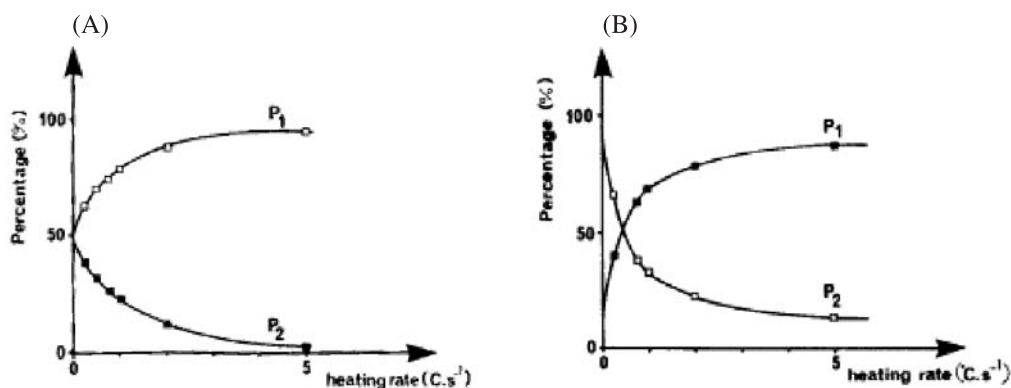 (A)
Percentage (%)
100
50
0
P1
P2
0
5
heating rate (C.s⁻¹)
(B)
Percentage (%)
100
50
0
P1
P2
0
5
heating rate (°C.s⁻¹)